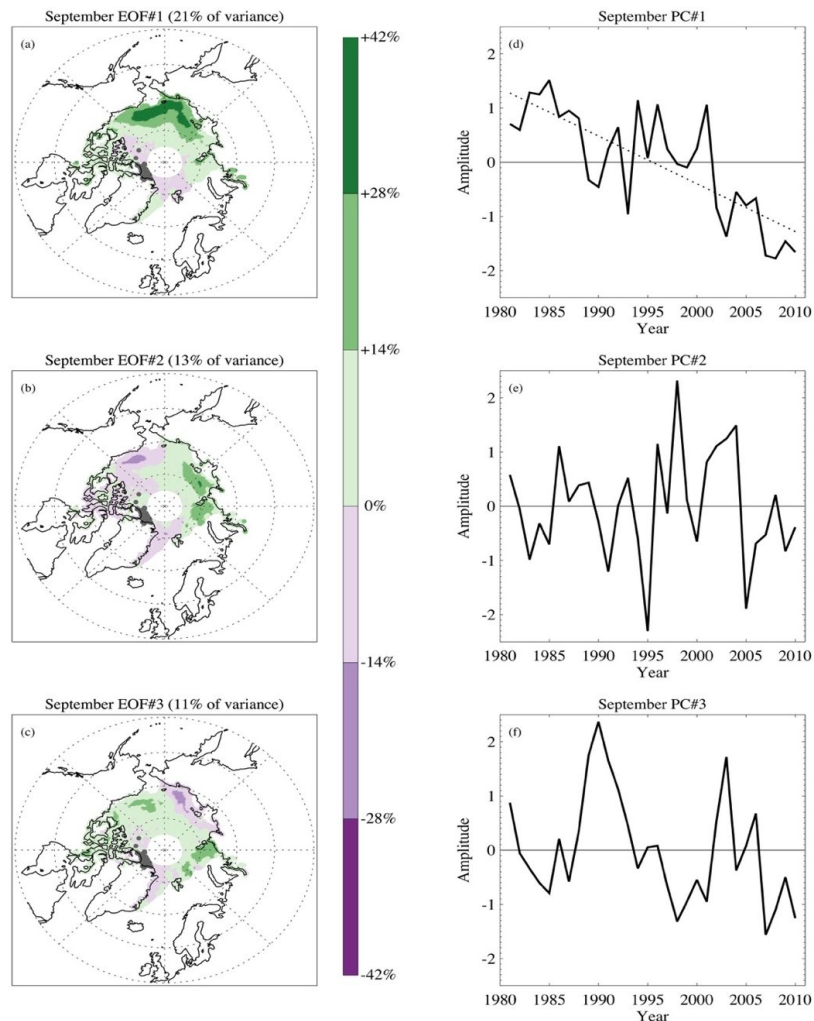 September EOF#1 (21% of variance)
(a)
+42%
+28%
+14%
0%
-14%
-28%
-42%
September PC#1
(d)
2
1
0
-1
-2
Amplitude
1980 1985 1990 1995 2000 2005 2010
Year
September EOF#2 (13% of variance)
(b)
September PC#2
(e)
2
1
0
-1
-2
Amplitude
1980 1985 1990 1995 2000 2005 2010
Year
September EOF#3 (11% of variance)
(c)
September PC#3
(f)
2
1
0
-1
-2
Amplitude
1980 1985 1990 1995 2000 2005 2010
Year